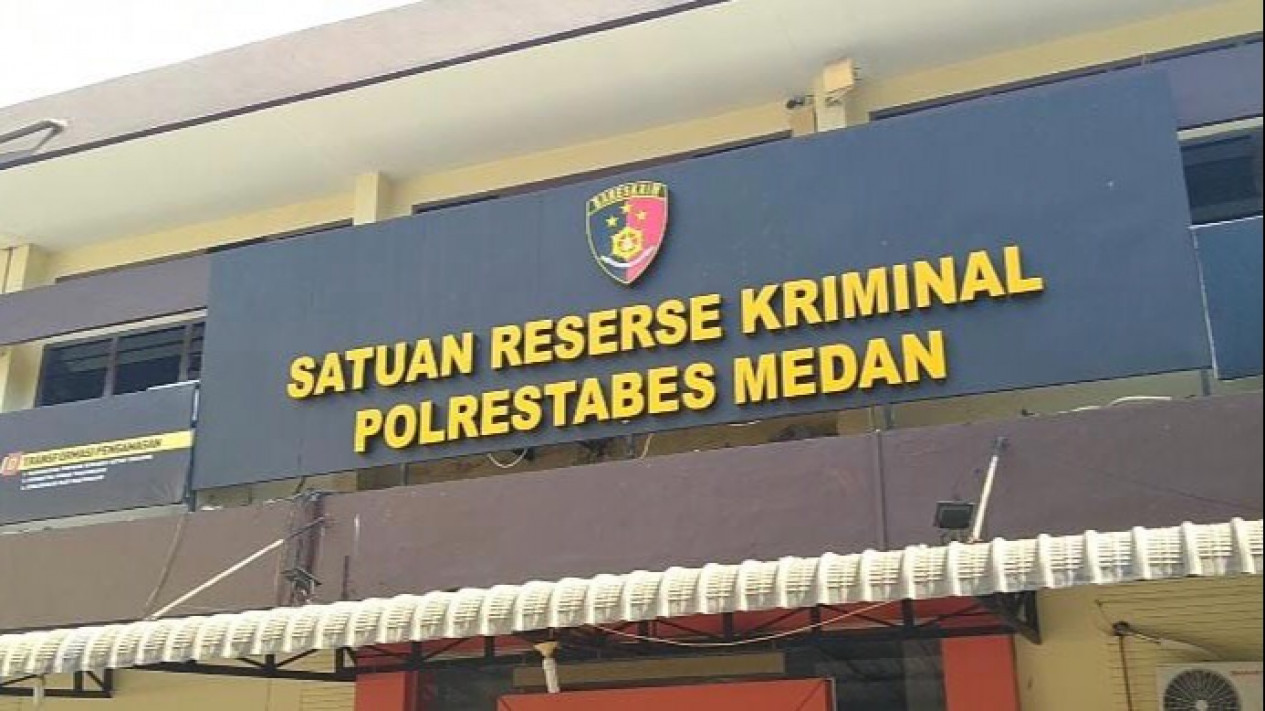 BARESKRIM
SATUAN RESERSE KRIMINAL
POLRESTABES MEDAN
TRANSFORMASI PENGAWASAN